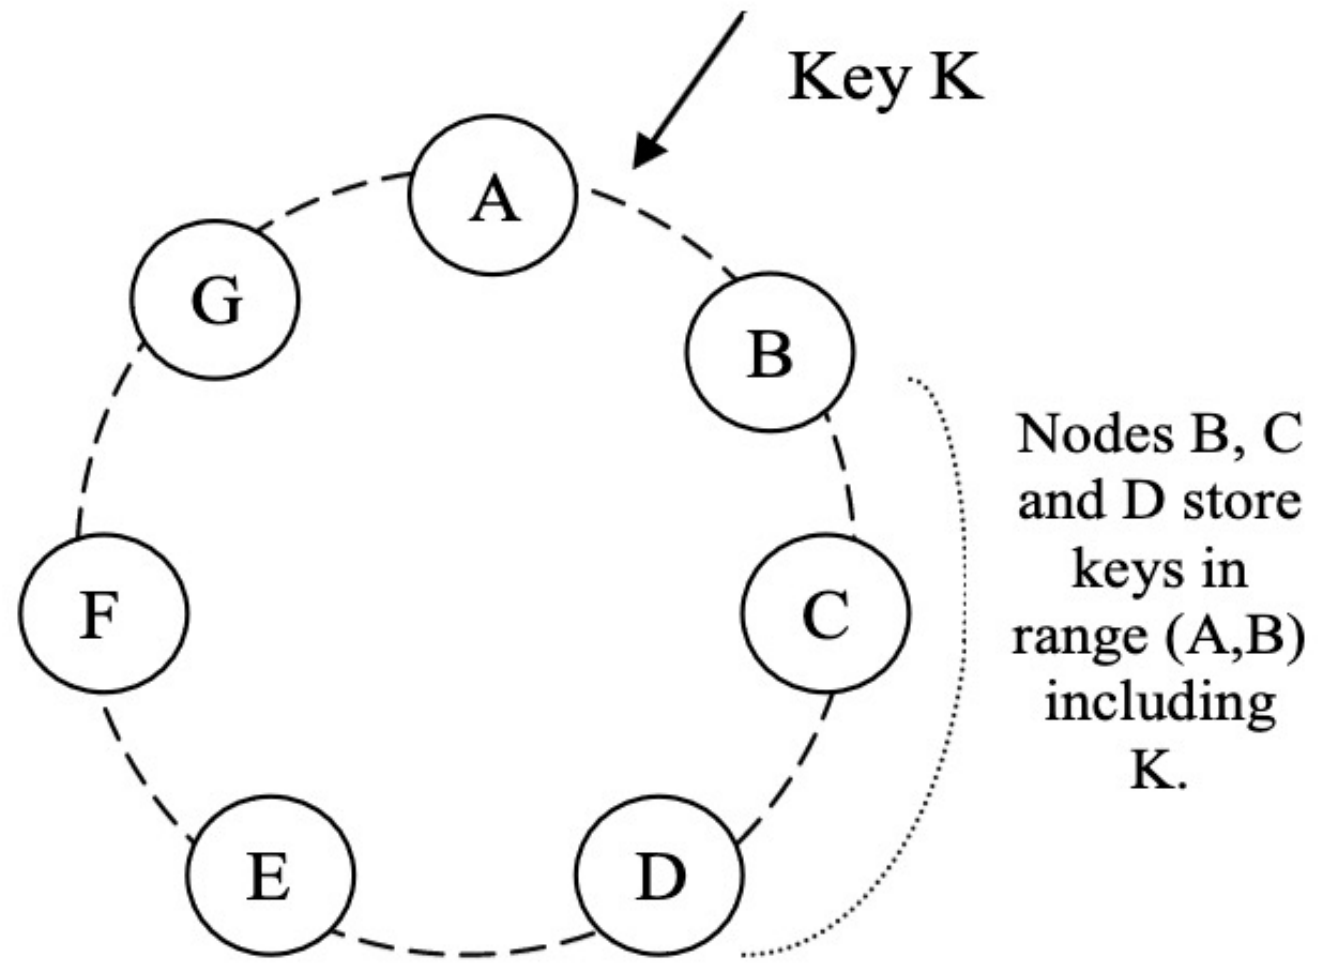 Key K
A
G
B
Nodes B, C
and D store
keys in
range (A,B)
including
K.
F
C
E
D